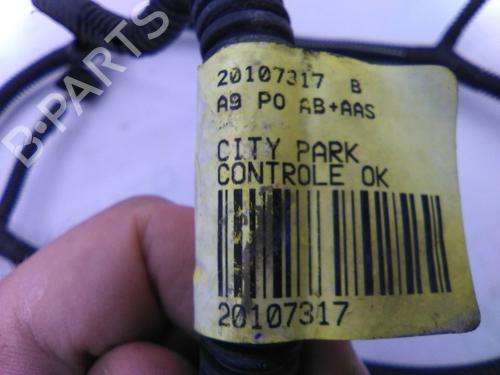 20107317 B
A9 PO AB+AAS
CITY PARK
CONTROLE OK
20107317
B-PARTS